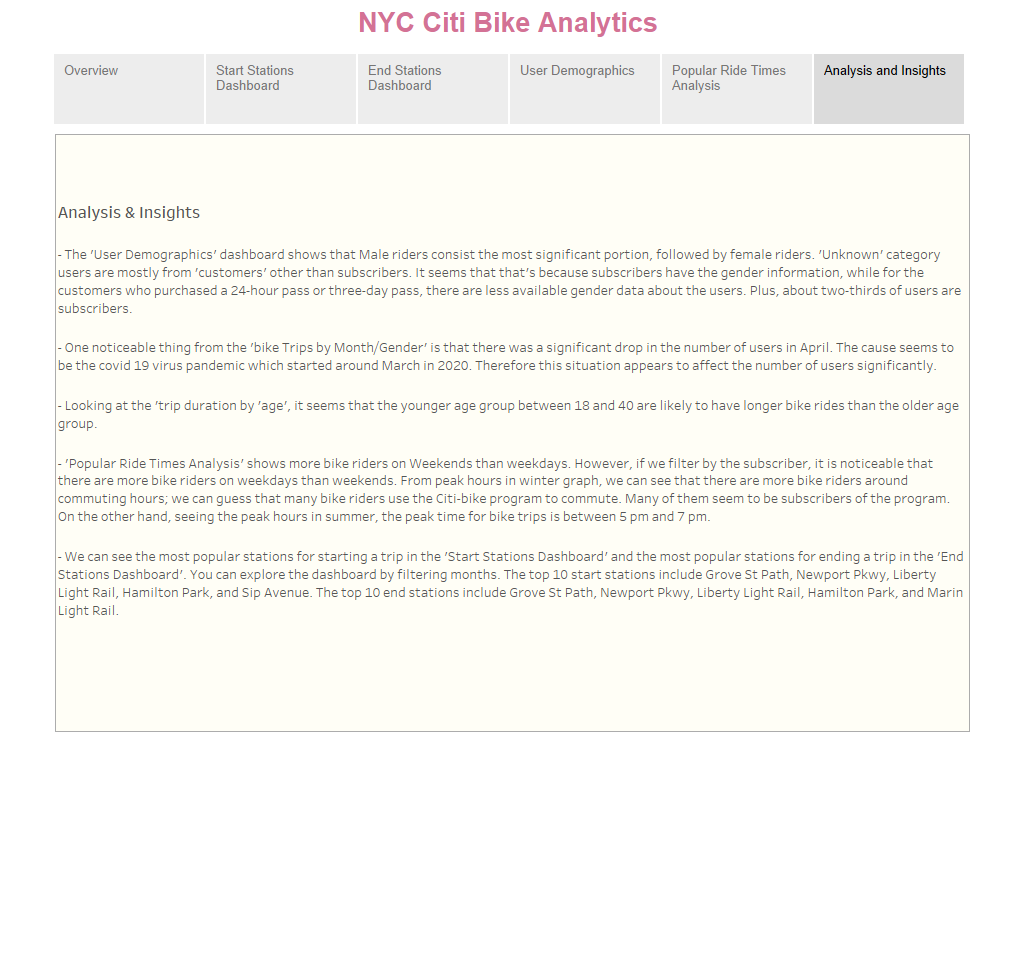 NYC Citi Bike Analytics
Overview
Start Stations
Dashboard
End Stations
Dashboard
User Demographics
Popular Ride Times
Analysis
Analysis and Insights
Analysis & Insights
- The 'User Demographics' dashboard shows that Male riders consist the most significant portion, followed by female riders. 'Unknown' category
users are mostly from 'customers' other than subscribers. It seems that that's because subscribers have the gender information, while for the
customers who purchased a 24-hour pass or three-day pass, there are less available gender data about the users. Plus, about two-thirds of users are
subscribers.
- One noticeable thing from the 'bike Trips by Month/Gender' is that there was a significant drop in the number of users in April. The cause seems to
be the covid 19 virus pandemic which started around March in 2020. Therefore this situation appears to affect the number of users significantly.
- Looking at the 'trip duration by 'age', it seems that the younger age group between 18 and 40 are likely to have longer bike rides than the older age
group.
- 'Popular Ride Times Analysis' shows more bike riders on Weekends than weekdays. However, if we filter by the subscriber, it is noticeable that
there are more bike riders on weekdays than weekends. From peak hours in winter graph, we can see that there are more bike riders around
commuting hours; we can guess that many bike riders use the Citi-bike program to commute. Many of them seem to be subscribers of the program.
On the other hand, seeing the peak hours in summer, the peak time for bike trips is between 5 pm and 7 pm.
- We can see the most popular stations for starting a trip in the 'Start Stations Dashboard' and the most popular stations for ending a trip in the 'End
Stations Dashboard'. You can explore the dashboard by filtering months. The top 10 start stations include Grove St Path, Newport Pkwy, Liberty
Light Rail, Hamilton Park, and Sip Avenue. The top 10 end stations include Grove St Path, Newport Pkwy, Liberty Light Rail, Hamilton Park, and Marin
Light Rail.